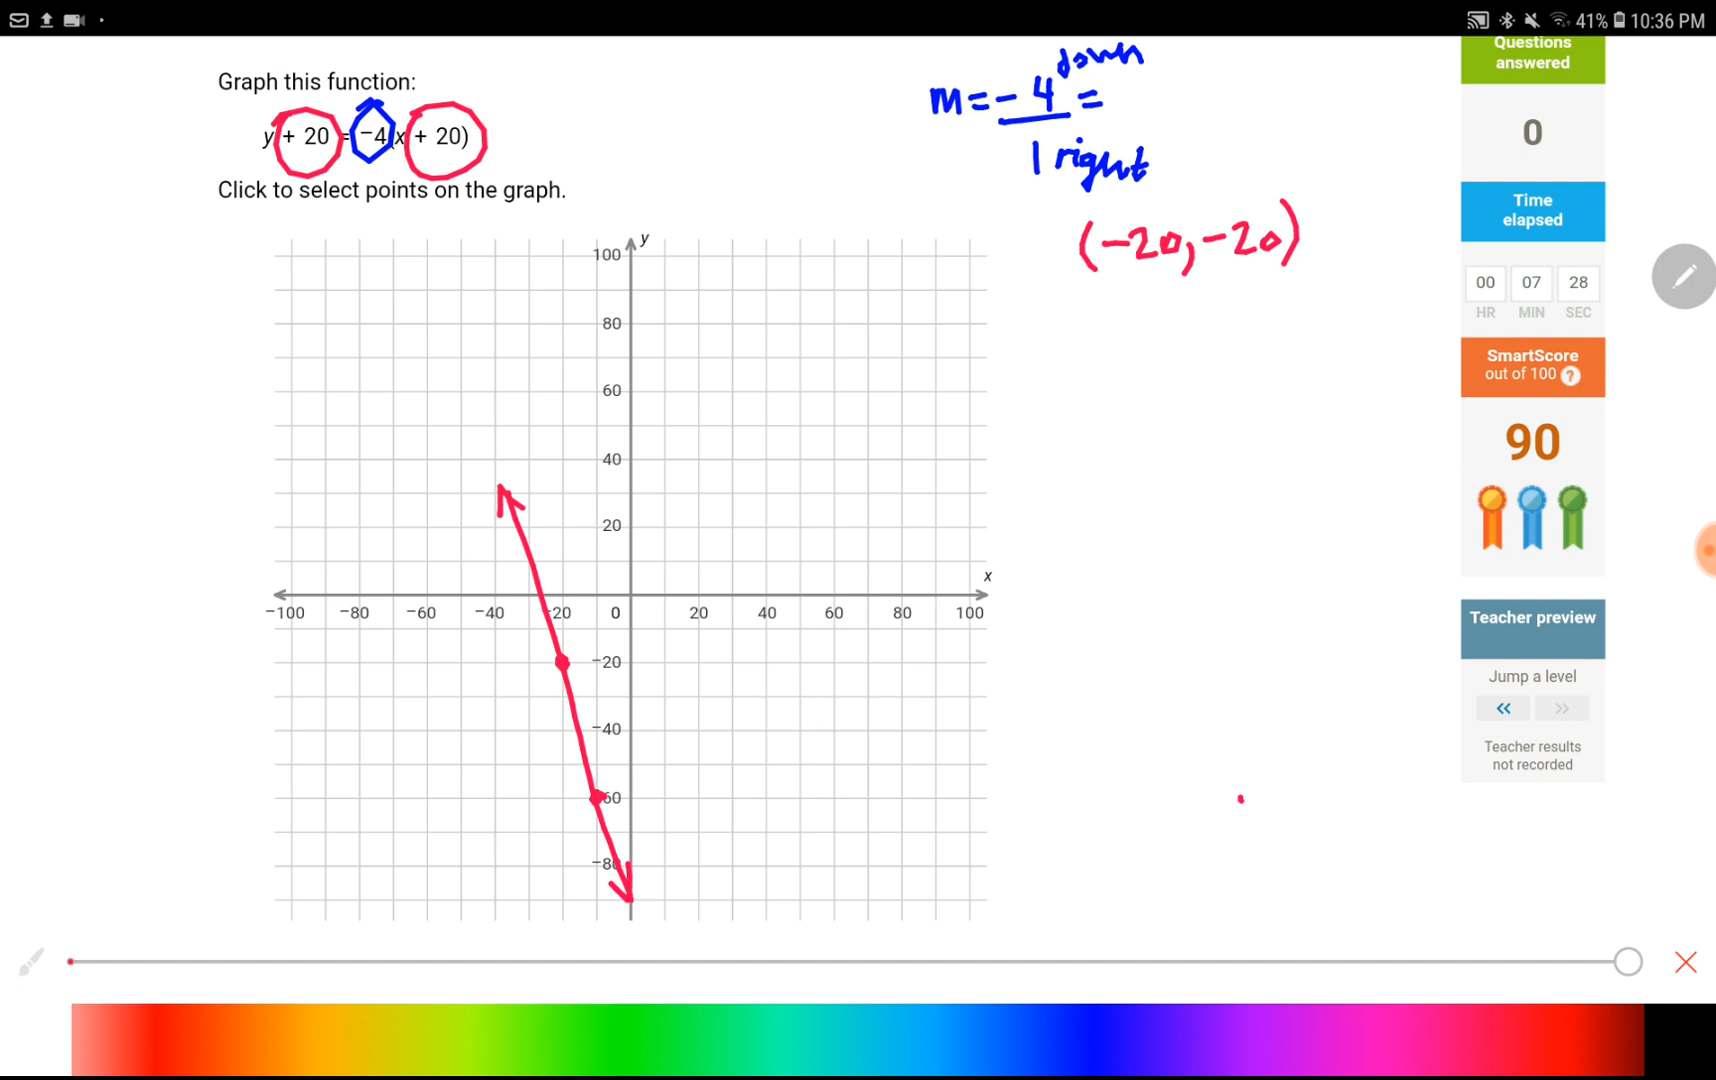 41% 10:36 PM
Graph this function:
y + 20 = −4(x + 20)
Click to select points on the graph.
m = −4 down =
1 right
(−20, −20)
y
100
80
60
40
20
x
−100 −80 −60 −40 −20 0 20 40 60 80 100
−20
−40
−60
−80
Questions
answered
0
Time
elapsed
00 07 28
HR MIN SEC
SmartScore
out of 100 ?
90
Teacher preview
Jump a level
Teacher results
not recorded